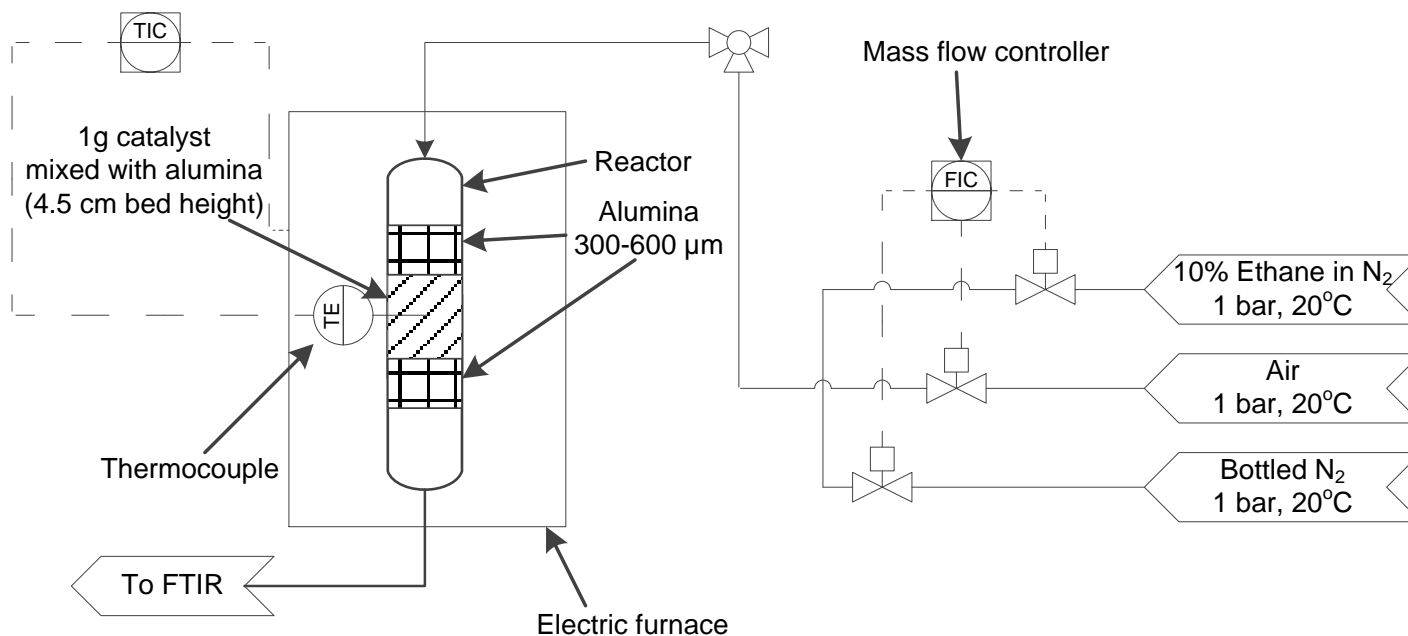 TIC
Mass flow controller
1g catalyst
mixed with alumina
(4.5 cm bed height)
Reactor
Alumina
300-600 µm
FIC
10% Ethane in N₂
1 bar, 20°C
TE
Air
1 bar, 20°C
Thermocouple
Bottled N₂
1 bar, 20°C
To FTIR
Electric furnace